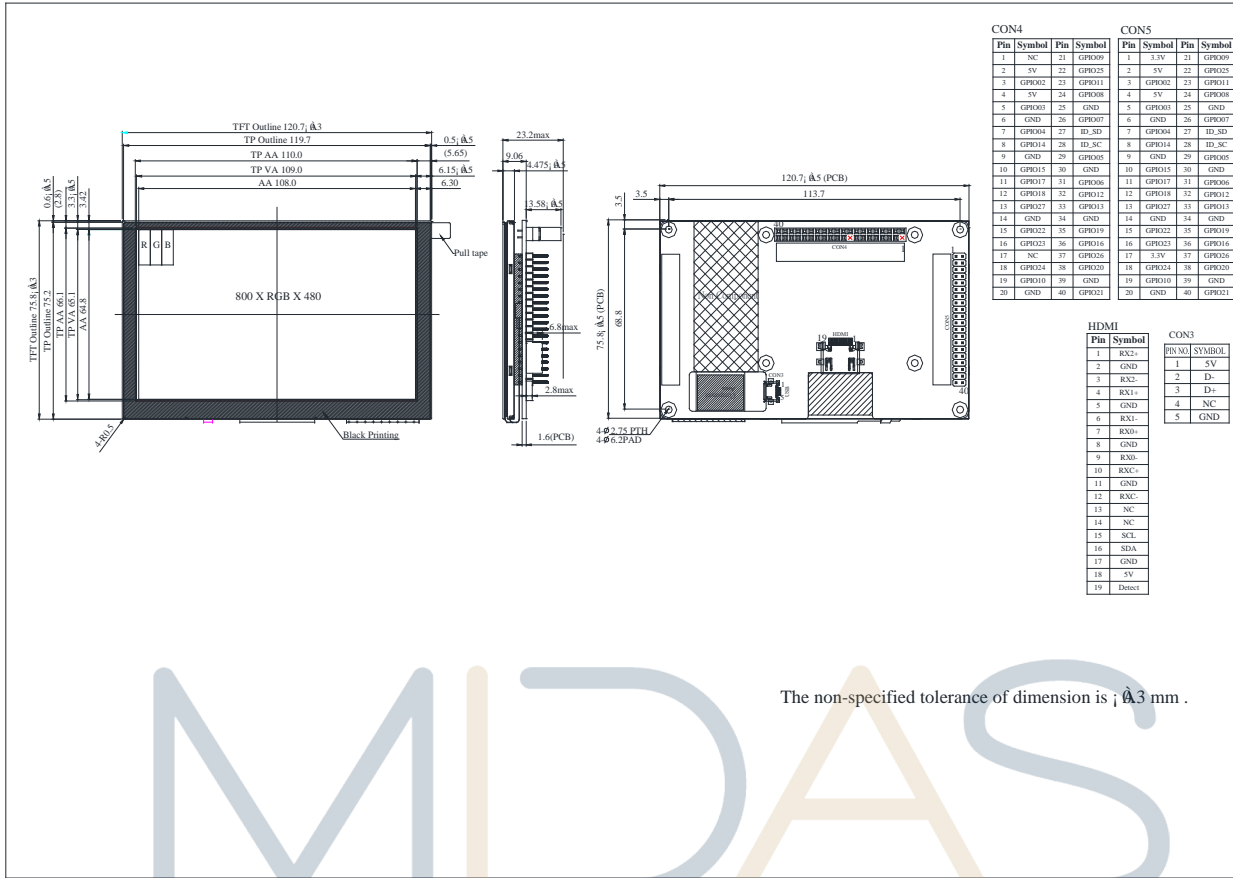 CON4
Pin Symbol Pin Symbol
1 NC 21 GPIO09
2 5V 22 GPIO25
3 GPIO02 23 GPIO11
4 5V 24 GPIO08
5 GPIO03 25 GND
6 GND 26 GPIO07
7 GPIO04 27 ID_SD
8 GPIO14 28 ID_SC
9 GND 29 GPIO05
10 GPIO15 30 GND
11 GPIO17 31 GPIO06
12 GPIO18 32 GPIO12
13 GPIO27 33 GPIO13
14 GND 34 GND
15 GPIO22 35 GPIO19
16 GPIO23 36 GPIO16
17 NC 37 GPIO26
18 GPIO24 38 GPIO20
19 GPIO10 39 GND
20 GND 40 GPIO21
CON5
Pin Symbol Pin Symbol
1 3.3V 21 GPIO09
2 5V 22 GPIO25
3 GPIO02 23 GPIO11
4 5V 24 GPIO08
5 GPIO03 25 GND
6 GND 26 GPIO07
7 GPIO04 27 ID_SD
8 GPIO14 28 ID_SC
9 GND 29 GPIO05
10 GPIO15 30 GND
11 GPIO17 31 GPIO06
12 GPIO18 32 GPIO12
13 GPIO27 33 GPIO13
14 GND 34 GND
15 GPIO22 35 GPIO19
16 GPIO23 36 GPIO16
17 3.3V 37 GPIO26
18 GPIO24 38 GPIO20
19 GPIO10 39 GND
20 GND 40 GPIO21
TFT Outline 120.7¡À0.3
TP Outline 119.7
0.5¡À0.5
TP AA 110.0
(5.65)
TP VA 109.0
6.15¡À0.5
AA 108.0
6.30
0.6¡À0.5
(2.8)
3.3¡À0.5
3.42
TFT Outline 75.8¡À0.3
TP Outline 75.2
TP AA 66.1
TP VA 65.1
AA 64.8
R G B
800 X RGB X 480
Pull tape
4-R0.5
Black Printing
23.2max
9.06
4.475¡À0.5
13.58¡À0.5
6.8max
2.8max
1.6(PCB)
120.7¡À0.5 (PCB)
3.5
113.7
3.5
75.8¡À0.5 (PCB)
68.8
40
1
CON4
1
CON5
40
19
HDMI
CON3
USB
4-Ø 2.75 PTH
4-Ø 6.2PAD
HDMI
Pin Symbol
1 RX2+
2 GND
3 RX2-
4 RX1+
5 GND
6 RX1-
7 RX0+
8 GND
9 RX0-
10 RXC+
11 GND
12 RXC-
13 NC
14 NC
15 SCL
16 SDA
17 GND
18 5V
19 Detect
CON3
PIN NO. SYMBOL
1 5V
2 D-
3 D+
4 NC
5 GND
The non-specified tolerance of dimension is ¡À0.3 mm .
MIDAS